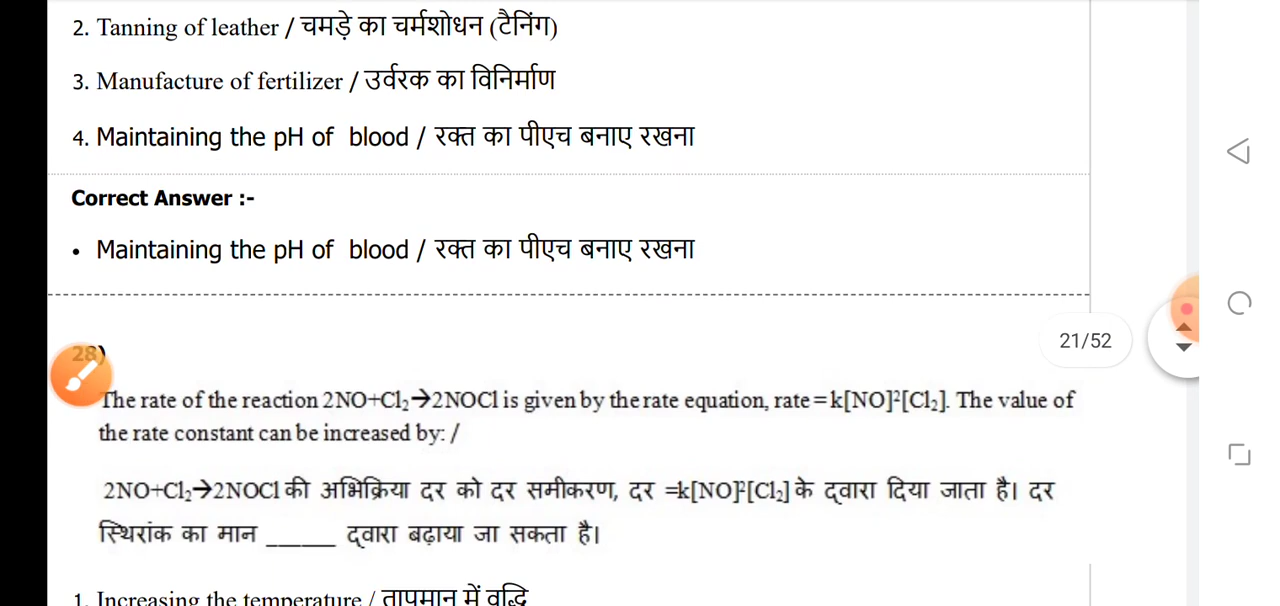 2. Tanning of leather / चमड़े का चर्मशोधन (टैनिंग)
3. Manufacture of fertilizer / उर्वरक का विनिर्माण
4. Maintaining the pH of blood / रक्त का पीएच बनाए रखना
Correct Answer :-
• Maintaining the pH of blood / रक्त का पीएच बनाए रखना
21/52
28)
The rate of the reaction 2NO+Cl₂→2NOCl is given by the rate equation, rate=k[NO]²[Cl₂]. The value of
the rate constant can be increased by: /
2NO+Cl₂→2NOCl की अभिक्रिया दर को दर समीकरण, दर =k[NO]²[Cl₂] के द्वारा दिया जाता है। दर
स्थिरांक का मान ______ द्वारा बढ़ाया जा सकता है।
1. Increasing the temperature / तापमान में वृद्धि